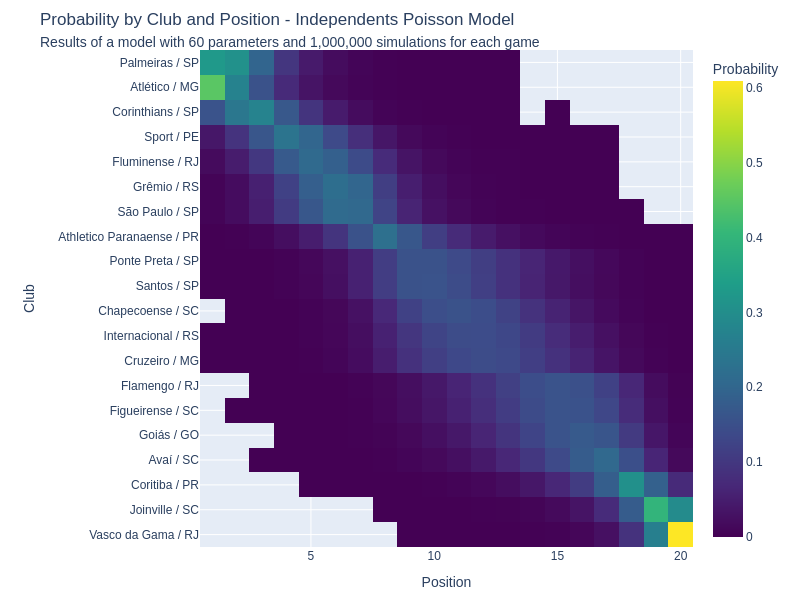 Probability by Club and Position - Independents Poisson Model
Results of a model with 60 parameters and 1,000,000 simulations for each game
Probability
Club
Palmeiras / SP
Atlético / MG
Corinthians / SP
Sport / PE
Fluminense / RJ
Grêmio / RS
São Paulo / SP
Athletico Paranaense / PR
Ponte Preta / SP
Santos / SP
Chapecoense / SC
Internacional / RS
Cruzeiro / MG
Flamengo / RJ
Figueirense / SC
Goiás / GO
Avaí / SC
Coritiba / PR
Joinville / SC
Vasco da Gama / RJ
0.6
0.5
0.4
0.3
0.2
0.1
0
5 10 15 20
Position